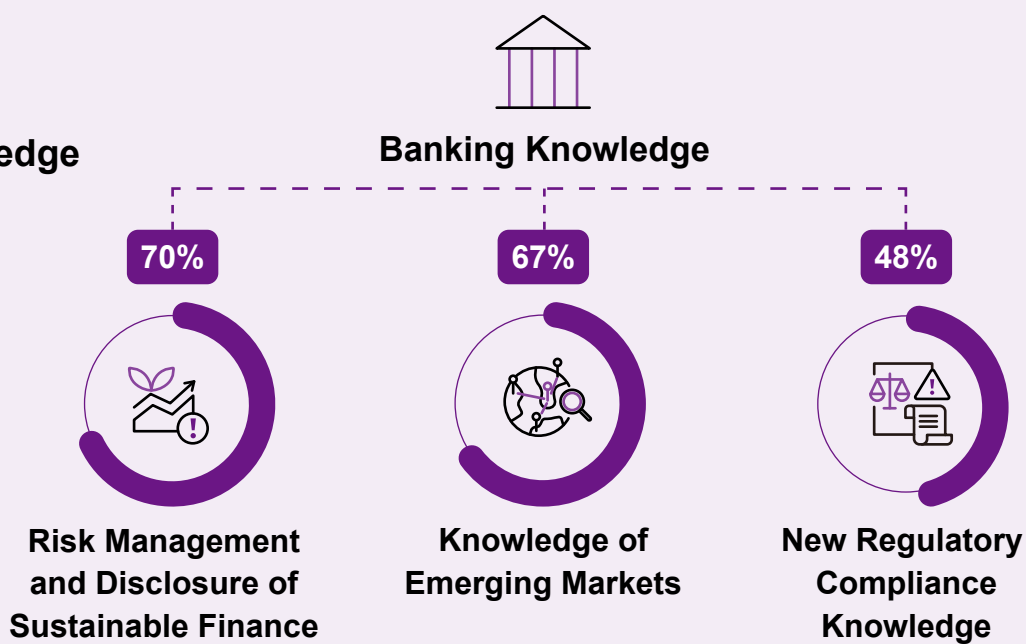 Banking Knowledge
70%
67%
48%
Risk Management
and Disclosure of
Sustainable Finance
Knowledge of
Emerging Markets
New Regulatory
Compliance
Knowledge